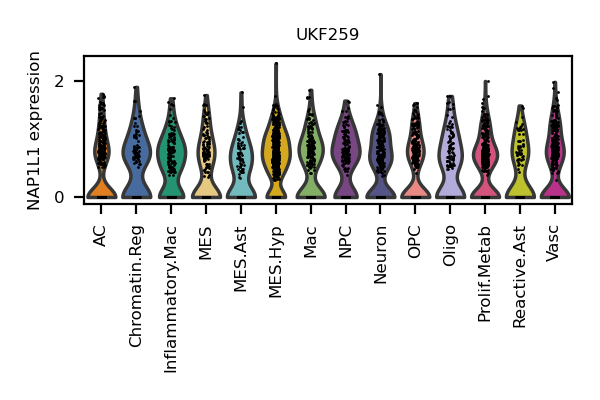 UKF259
NAP1L1 expression
2
0
AC
Chromatin.Reg
Inflammatory.Mac
MES
MES.Ast
MES.Hyp
Mac
NPC
Neuron
OPC
Oligo
Prolif.Metab
Reactive.Ast
Vasc